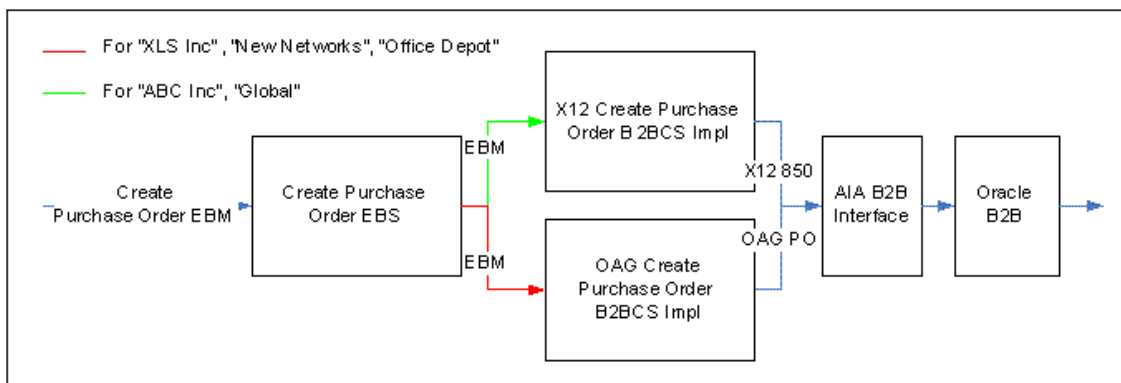 For "XLS Inc", "New Networks", "Office Depot"
For "ABC Inc", "Global"
X12 Create Purchase
Order B2BCS Impl
EBM
X12 850
Create
Purchase Order EBM
Create Purchase
Order EBS
AIA B2B
Interface
Oracle
B2B
OAG PO
EBM
OAG Create
Purchase Order
B2BCS Impl